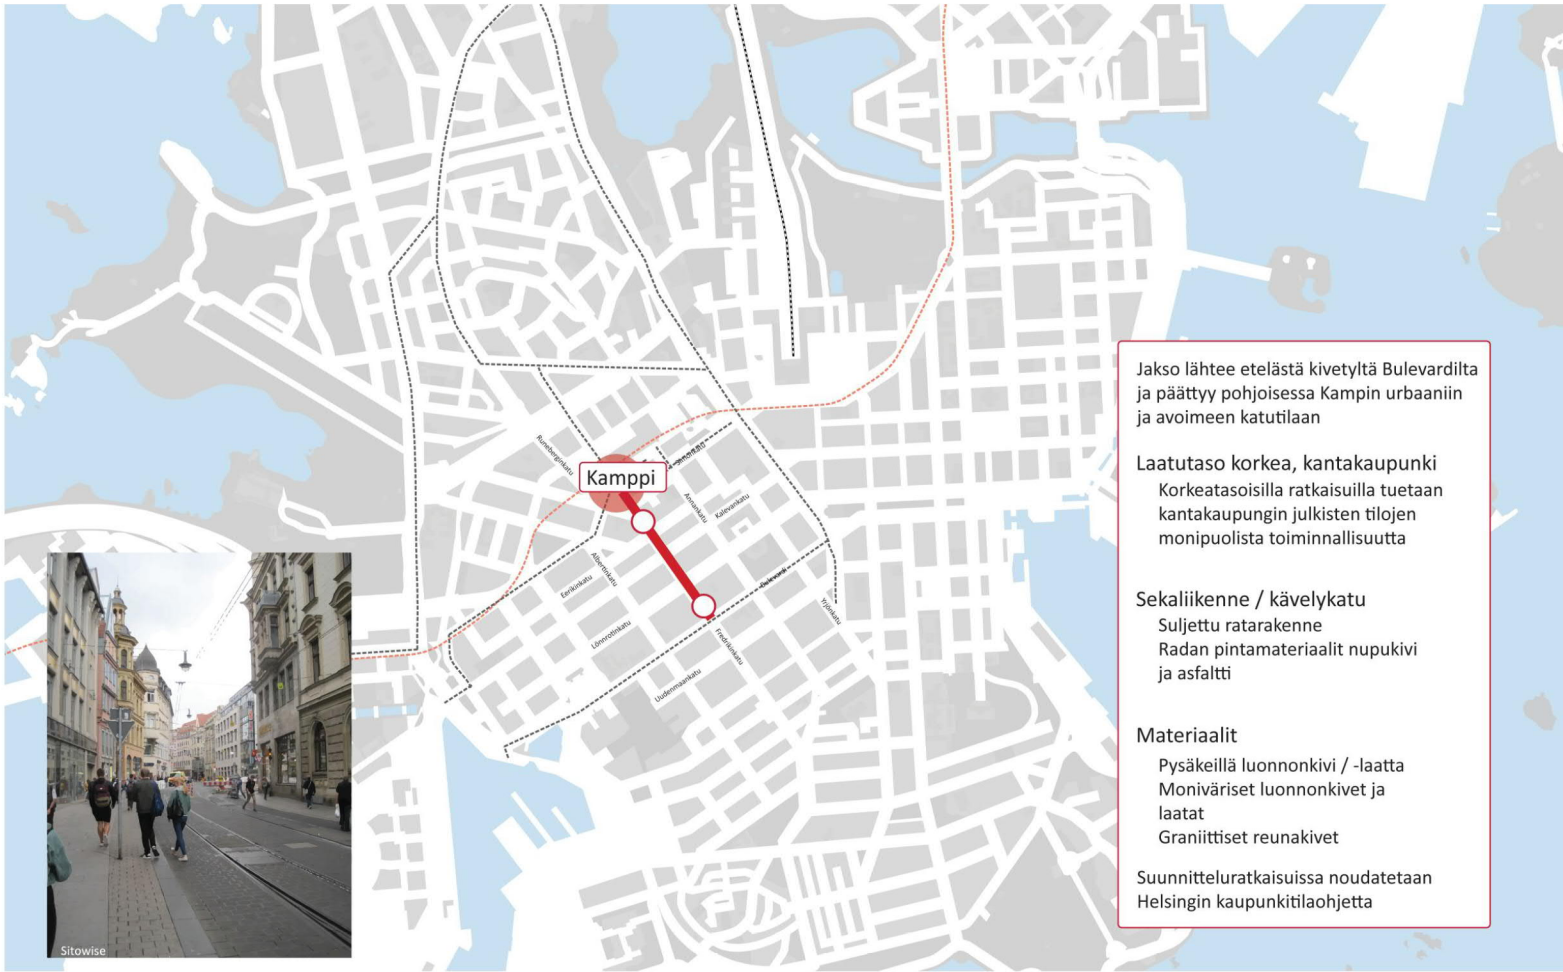 Jakso lähtee etelästä kivetyltä Bulevardilta
ja päättyy pohjoisessa Kampin urbaaniin
ja avoimeen katutilaan
Laatutaso korkea, kantakaupunki
Korkeatasoisilla ratkaisuilla tuetaan
kantakaupungin julkisten tilojen
monipuolista toiminnallisuutta
Sekaliikenne / kävelykatu
Suljettu ratarakenne
Radan pintamateriaalit nupukivi
ja asfaltti
Materiaalit
Pysäkeillä luonnonkivi / -laatta
Moniväriset luonnonkivet ja
laatat
Graniittiset reunakivet
Suunnitteluratkaisuissa noudatetaan
Helsingin kaupunkitilaohjetta
Runeberginkatu
Kamppi
Simonkatu
Annankatu
Kalevankatu
Albertinkatu
Eerikinkatu
Bulevardi
Lönnrotinkatu
Yrjönkatu
Fredrikinkatu
Uudenmaankatu
Sitowise